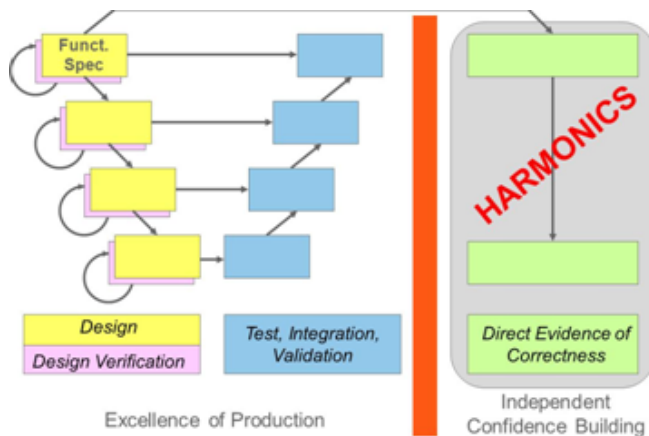 Funct.
Spec
HARMONICS
Design
Design Verification
Test, Integration,
Validation
Direct Evidence of
Correctness
Excellence of Production
Independent
Confidence Building